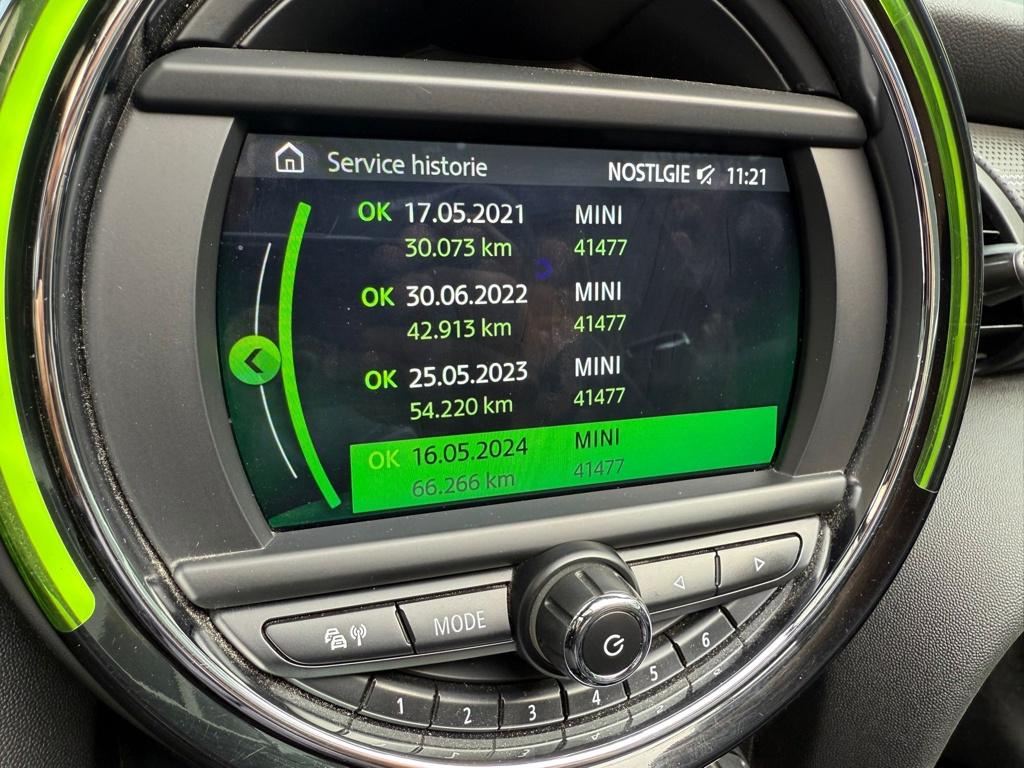 Service historie NOSTLGIE 11:21
OK 17.05.2021 MINI
30.073 km 41477
OK 30.06.2022 MINI
42.913 km 41477
OK 25.05.2023 MINI
54.220 km 41477
OK 16.05.2024 MINI
66.266 km 41477
MODE
1 2 3 4 5 6